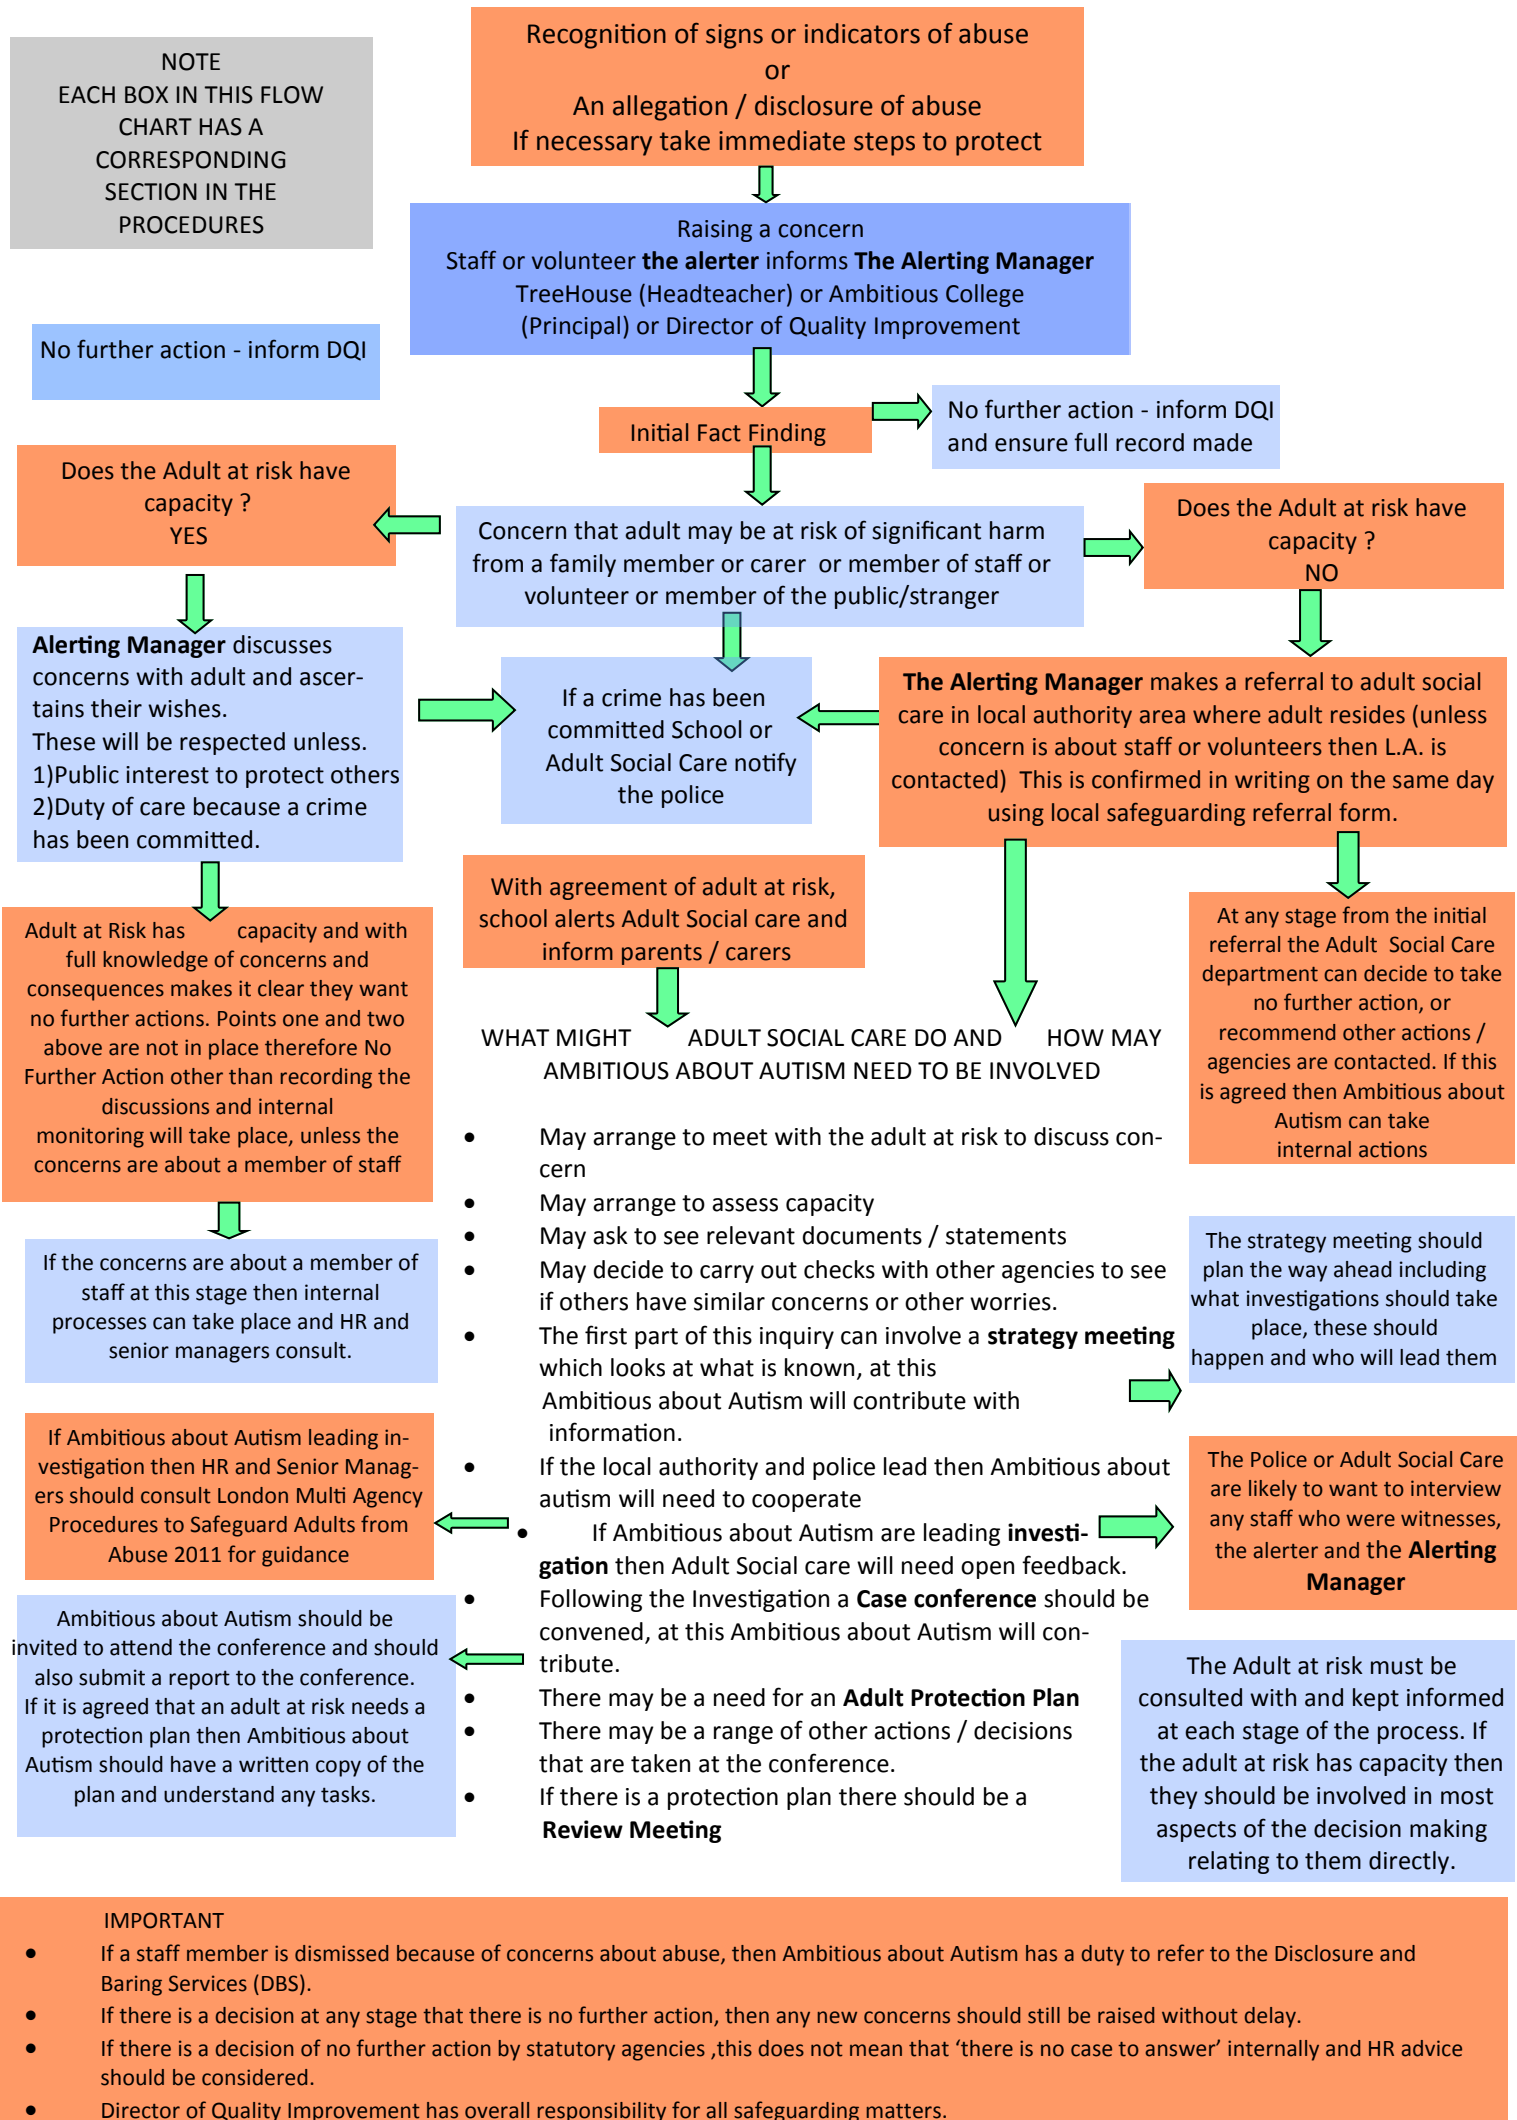 NOTE
EACH BOX IN THIS FLOW
CHART HAS A
CORRESPONDING
SECTION IN THE
PROCEDURES
Recognition of signs or indicators of abuse
or
An allegation / disclosure of abuse
If necessary take immediate steps to protect
Raising a concern
Staff or volunteer the alerter informs The Alerting Manager
TreeHouse (Headteacher) or Ambitious College
(Principal) or Director of Quality Improvement
No further action - inform DQI
Initial Fact Finding
No further action - inform DQI
and ensure full record made
Does the Adult at risk have
capacity ?
YES
Concern that adult may be at risk of significant harm
from a family member or carer or member of staff or
volunteer or member of the public/stranger
Does the Adult at risk have
capacity ?
NO
Alerting Manager discusses
concerns with adult and ascer-
tains their wishes.
These will be respected unless.
1)Public interest to protect others
2)Duty of care because a crime
has been committed.
If a crime has been
committed School or
Adult Social Care notify
the police
The Alerting Manager makes a referral to adult social
care in local authority area where adult resides (unless
concern is about staff or volunteers then L.A. is
contacted) This is confirmed in writing on the same day
using local safeguarding referral form.
With agreement of adult at risk,
school alerts Adult Social care and
inform parents / carers
Adult at Risk has capacity and with
full knowledge of concerns and
consequences makes it clear they want
no further actions. Points one and two
above are not in place therefore No
Further Action other than recording the
discussions and internal
monitoring will take place, unless the
concerns are about a member of staff
At any stage from the initial
referral the Adult Social Care
department can decide to take
no further action, or
recommend other actions /
agencies are contacted. If this
is agreed then Ambitious about
Autism can take
internal actions
WHAT MIGHT ADULT SOCIAL CARE DO AND HOW MAY
AMBITIOUS ABOUT AUTISM NEED TO BE INVOLVED
• May arrange to meet with the adult at risk to discuss con-
cern
• May arrange to assess capacity
• May ask to see relevant documents / statements
• May decide to carry out checks with other agencies to see
if others have similar concerns or other worries.
• The first part of this inquiry can involve a strategy meeting
which looks at what is known, at this
Ambitious about Autism will contribute with
information.
• If the local authority and police lead then Ambitious about
autism will need to cooperate
• If Ambitious about Autism are leading investi-
gation then Adult Social care will need open feedback.
• Following the Investigation a Case conference should be
convened, at this Ambitious about Autism will con-
tribute.
• There may be a need for an Adult Protection Plan
• There may be a range of other actions / decisions
that are taken at the conference.
• If there is a protection plan there should be a
Review Meeting
If the concerns are about a member of
staff at this stage then internal
processes can take place and HR and
senior managers consult.
If Ambitious about Autism leading in-
vestigation then HR and Senior Manag-
ers should consult London Multi Agency
Procedures to Safeguard Adults from
Abuse 2011 for guidance
Ambitious about Autism should be
invited to attend the conference and should
also submit a report to the conference.
If it is agreed that an adult at risk needs a
protection plan then Ambitious about
Autism should have a written copy of the
plan and understand any tasks.
The strategy meeting should
plan the way ahead including
what investigations should take
place, these should
happen and who will lead them
The Police or Adult Social Care
are likely to want to interview
any staff who were witnesses,
the alerter and the Alerting
Manager
The Adult at risk must be
consulted with and kept informed
at each stage of the process. If
the adult at risk has capacity then
they should be involved in most
aspects of the decision making
relating to them directly.
IMPORTANT
• If a staff member is dismissed because of concerns about abuse, then Ambitious about Autism has a duty to refer to the Disclosure and
Baring Services (DBS).
• If there is a decision at any stage that there is no further action, then any new concerns should still be raised without delay.
• If there is a decision of no further action by statutory agencies ,this does not mean that ‘there is no case to answer’ internally and HR advice
should be considered.
• Director of Quality Improvement has overall responsibility for all safeguarding matters.